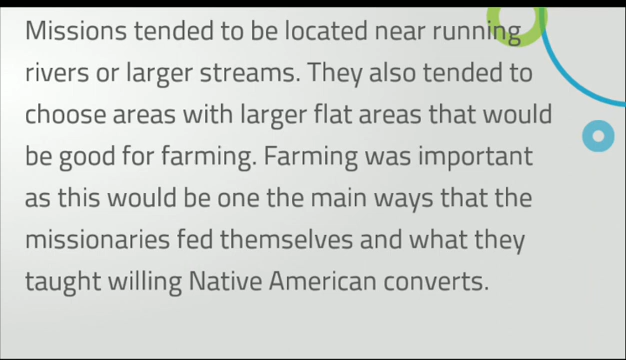 Missions tended to be located near running
rivers or larger streams. They also tended to
choose areas with larger flat areas that would
be good for farming. Farming was important
as this would be one the main ways that the
missionaries fed themselves and what they
taught willing Native American converts.